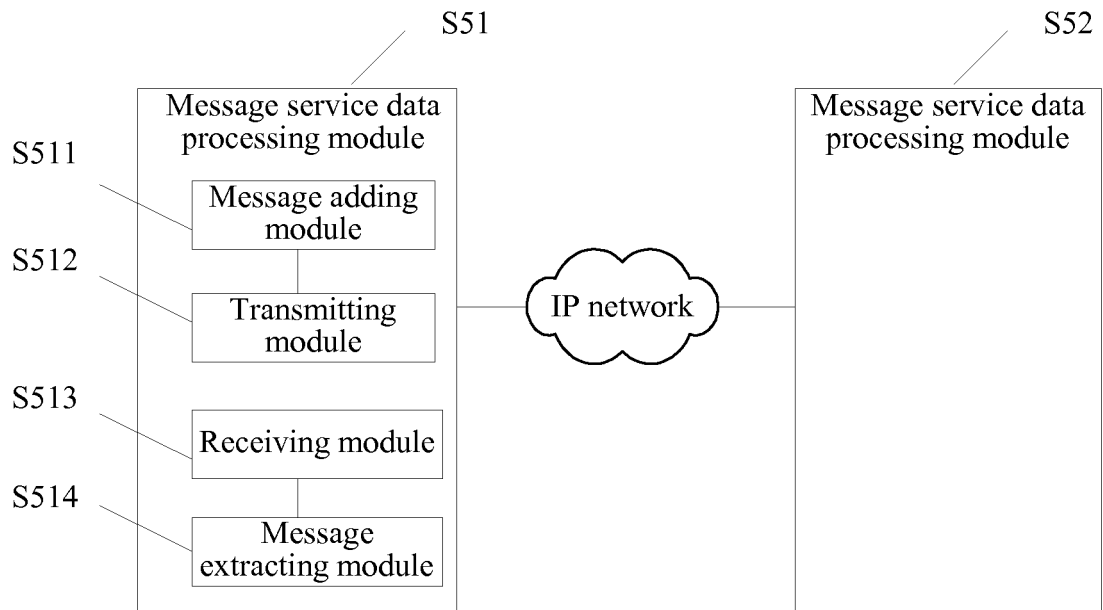 S51
S52
Message service data
processing module
Message service data
processing module
S511
Message adding
module
S512
Transmitting
module
IP network
S513
Receiving module
S514
Message
extracting module